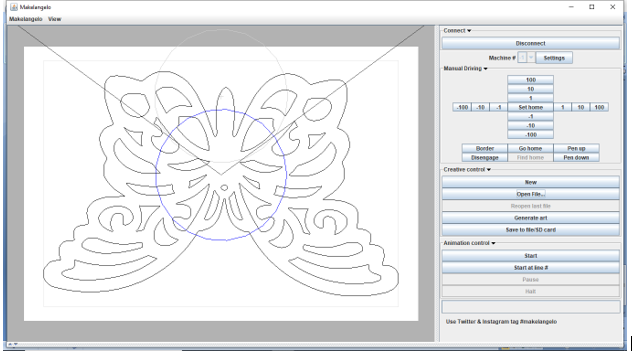 Makelangelo
Makelangelo View
Connect
Disconnect
Machine # Settings
Manual Driving
100
10
1
-100 -10 -1 Set home 1 10 100
-1
-10
-100
Border Go home Pen up
Disengage Find home Pen down
Creative control
New
Open File...
Reopen last file
Generate art
Save to file/SD card
Animation control
Start
Start at line #
Pause
Halt
Use Twitter & Instagram tag #makelangelo